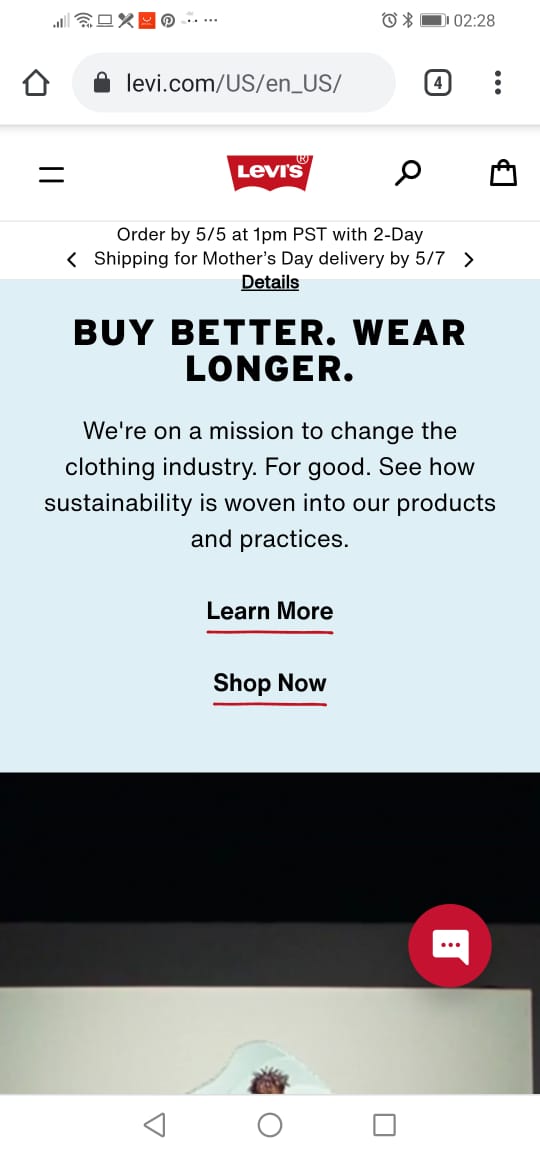 02:28
levi.com/US/en_US/
4
LEVI'S®
Order by 5/5 at 1pm PST with 2-Day
Shipping for Mother's Day delivery by 5/7
Details
BUY BETTER. WEAR
LONGER.
We're on a mission to change the
clothing industry. For good. See how
sustainability is woven into our products
and practices.
Learn More
Shop Now